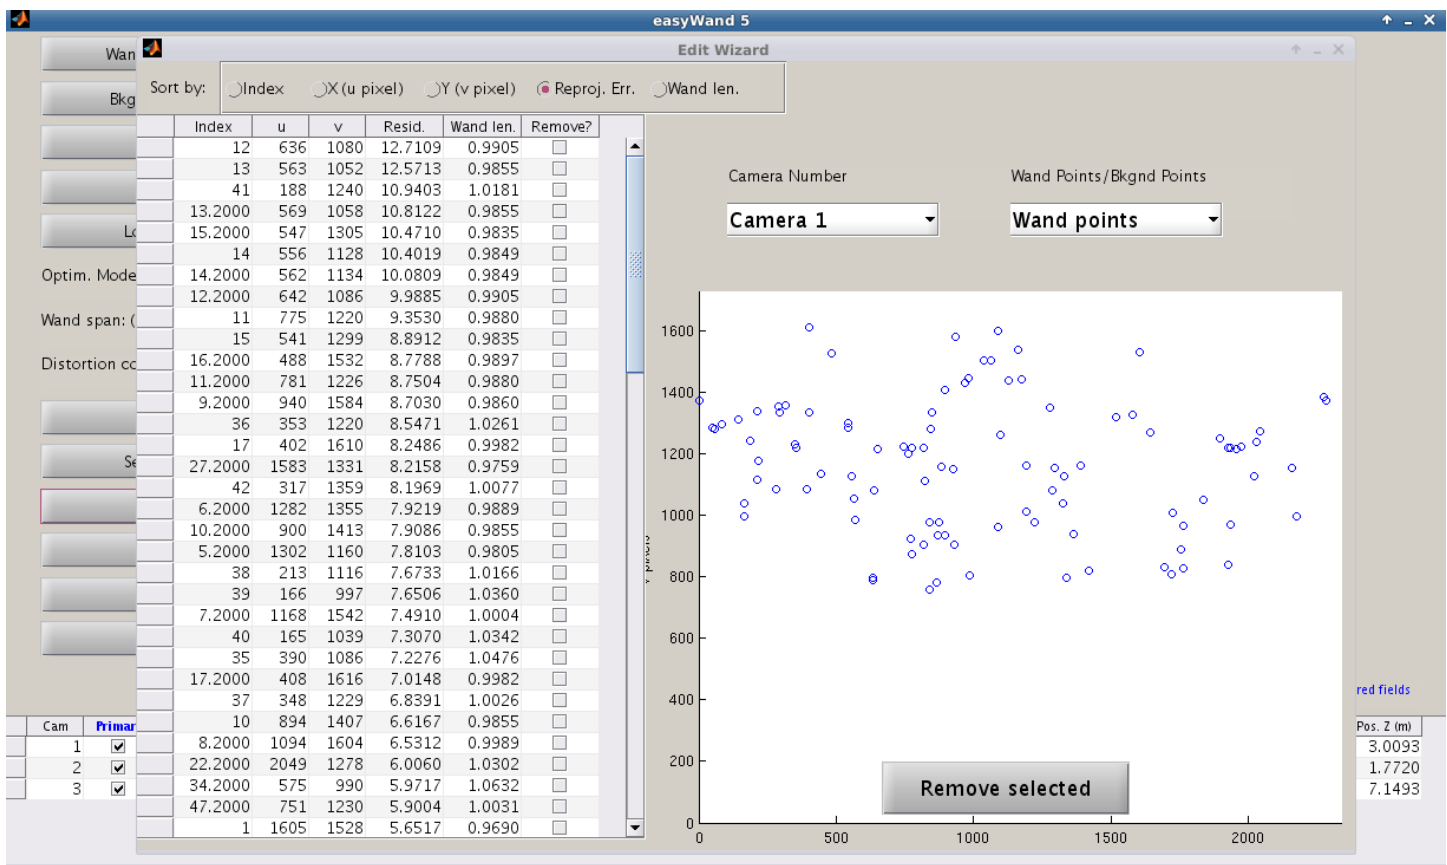 easyWand 5
Wan
Edit Wizard
Sort by: Index X (u pixel) Y (v pixel) Reproj. Err. Wand len.
Bkg
Index u v Resid. Wand len. Remove?
12 636 1080 12.7109 0.9905
13 563 1052 12.5713 0.9855
41 188 1240 10.9403 1.0181
13.2000 569 1058 10.8122 0.9855
15.2000 547 1305 10.4710 0.9835
14 556 1128 10.4019 0.9849
14.2000 562 1134 10.0809 0.9849
12.2000 642 1086 9.9885 0.9905
11 775 1220 9.3530 0.9880
15 541 1299 8.8912 0.9835
16.2000 488 1532 8.7788 0.9897
11.2000 781 1226 8.7504 0.9880
9.2000 940 1584 8.7030 0.9860
36 353 1220 8.5471 1.0261
17 402 1610 8.2486 0.9982
27.2000 1583 1331 8.2158 0.9759
42 317 1359 8.1969 1.0077
6.2000 1282 1355 7.9219 0.9889
10.2000 900 1413 7.9086 0.9855
5.2000 1302 1160 7.8103 0.9805
38 213 1116 7.6733 1.0166
39 166 997 7.6506 1.0360
7.2000 1168 1542 7.4910 1.0004
40 165 1039 7.3070 1.0342
35 390 1086 7.2276 1.0476
17.2000 408 1616 7.0148 0.9982
37 348 1229 6.8391 1.0026
10 894 1407 6.6167 0.9855
8.2000 1094 1604 6.5312 0.9989
22.2000 2049 1278 6.0060 1.0302
34.2000 575 990 5.9717 1.0632
47.2000 751 1230 5.9004 1.0031
1 1605 1528 5.6517 0.9690
Lo
Optim. Mode
Wand span: (
Distortion co
Se
Camera Number
Wand Points/Bkgnd Points
Camera 1
Wand points
1600
1400
1200
1000
800
600
400
200
0
0 500 1000 1500 2000
Remove selected
red fields
Cam Primar
1
2
3
Pos. Z (m)
3.0093
1.7720
7.1493